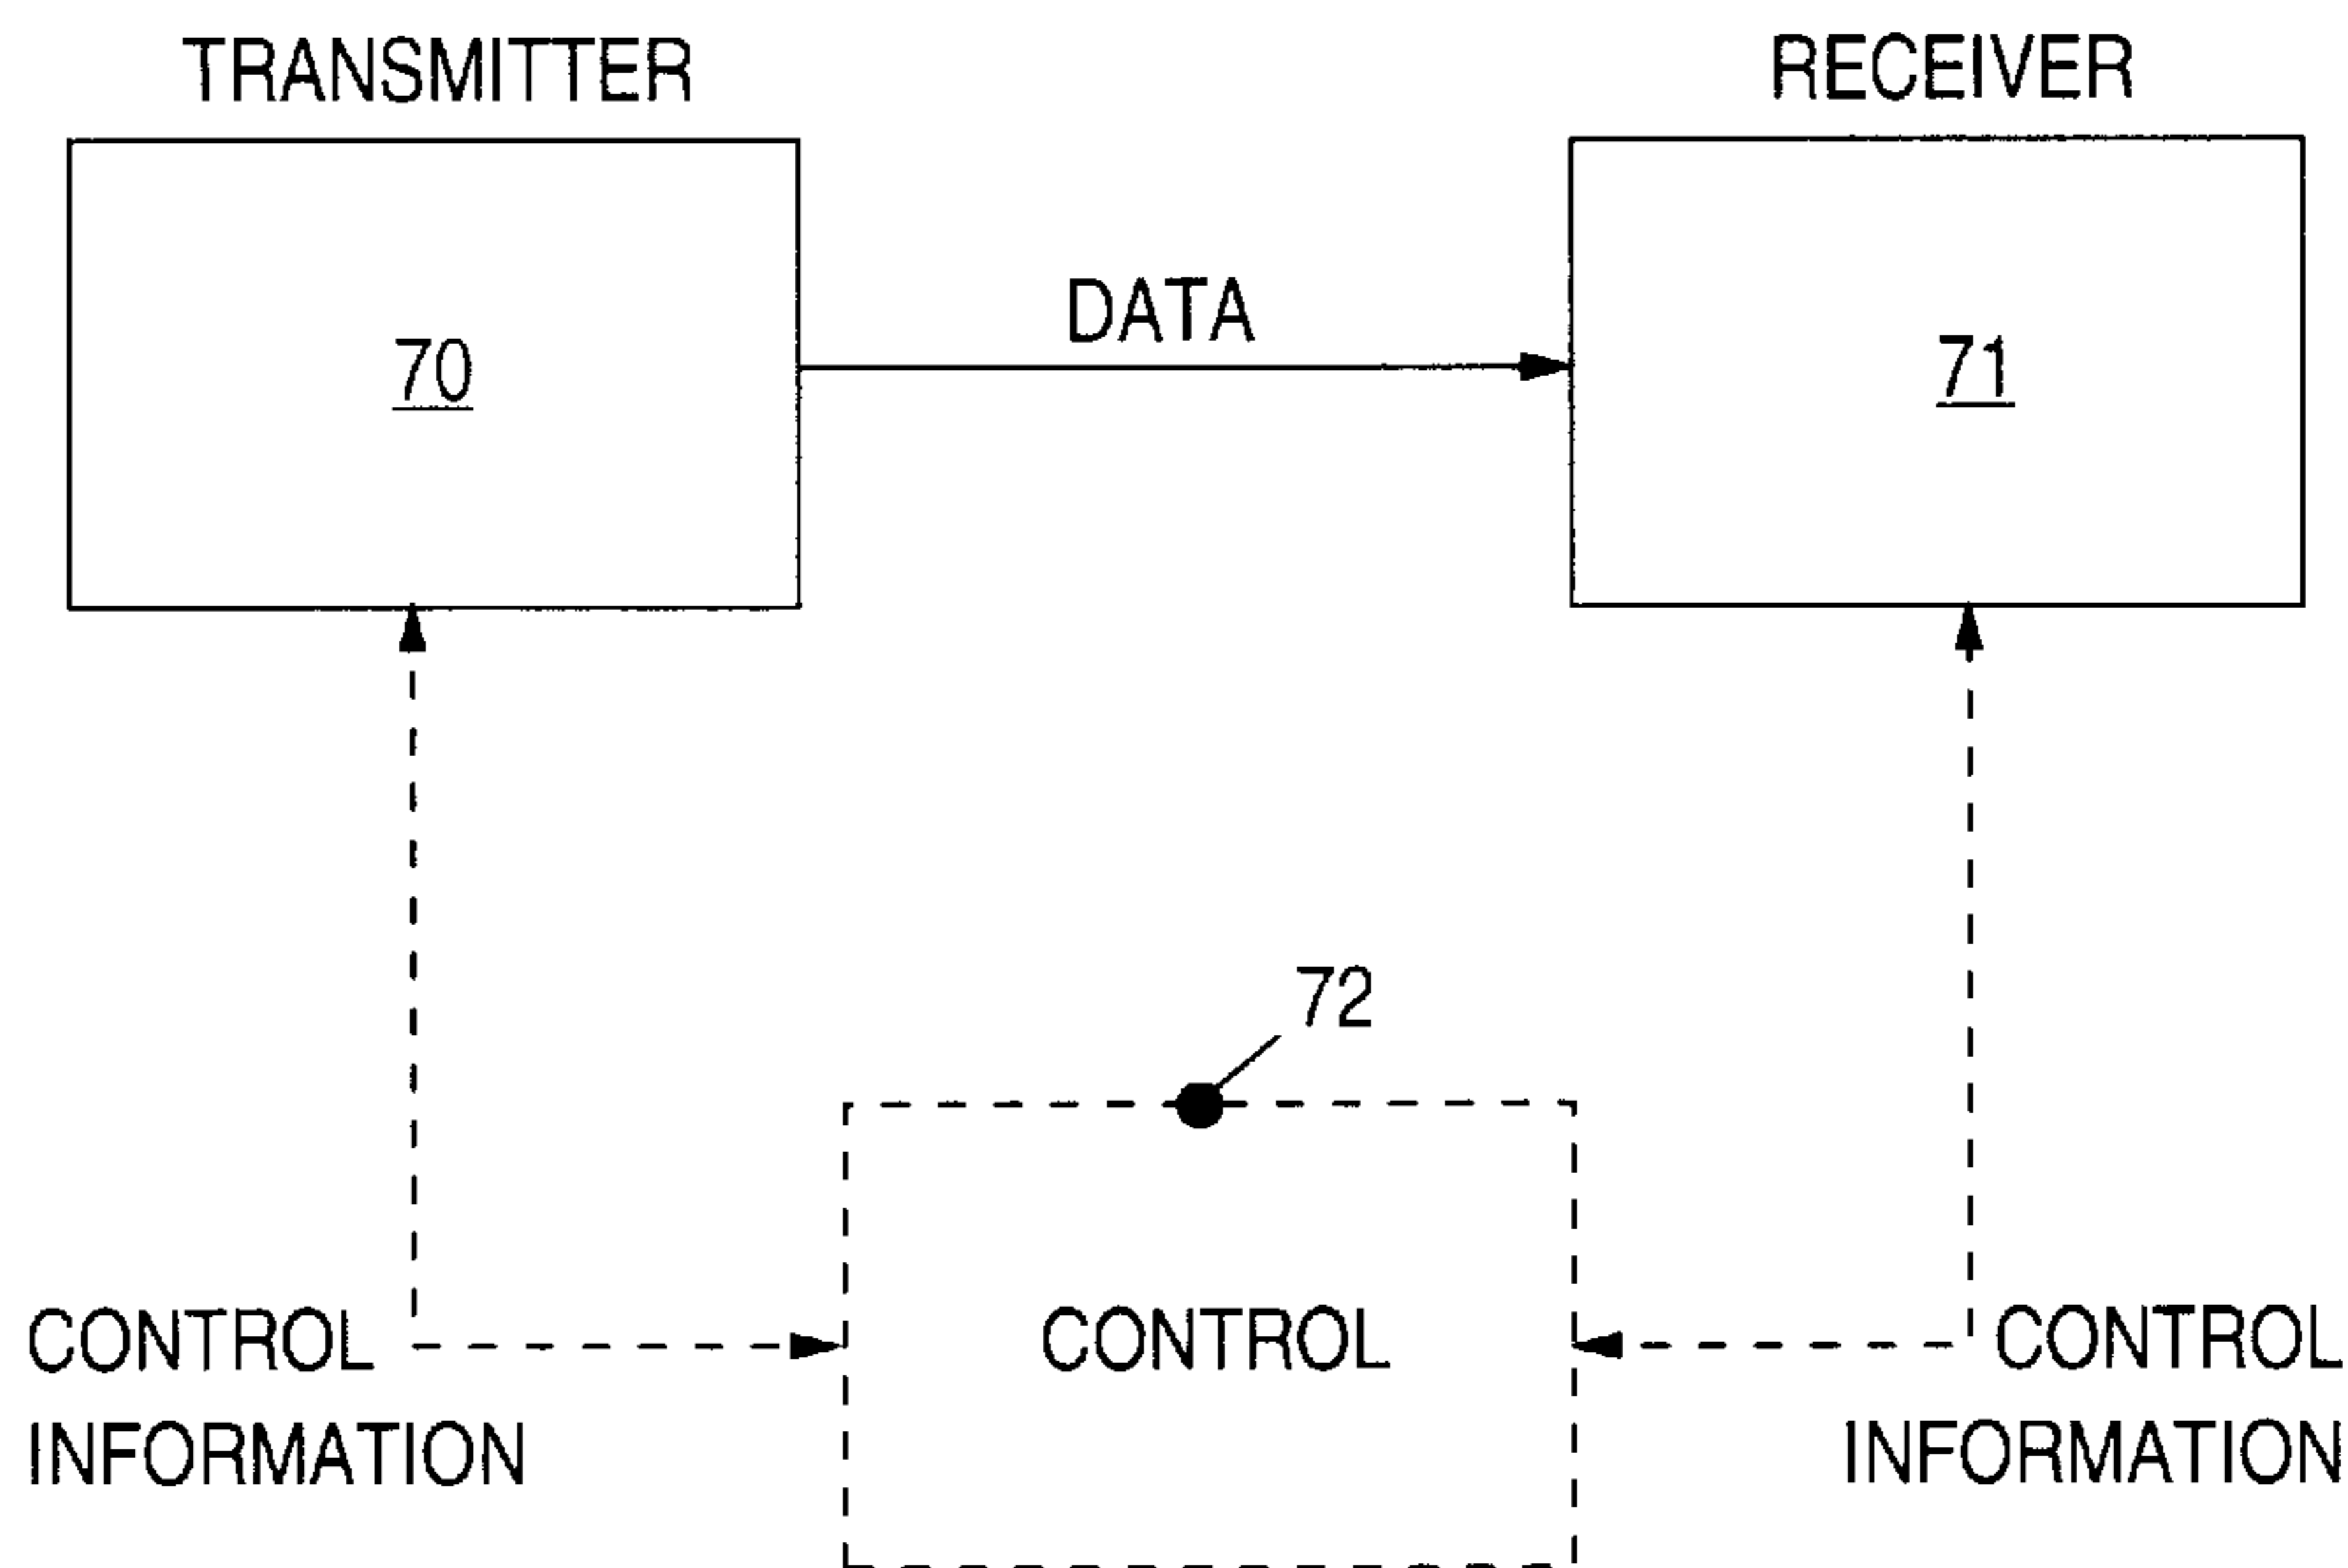 TRANSMITTER
RECEIVER
70
DATA
71
72
CONTROL
INFORMATION
CONTROL
CONTROL
INFORMATION